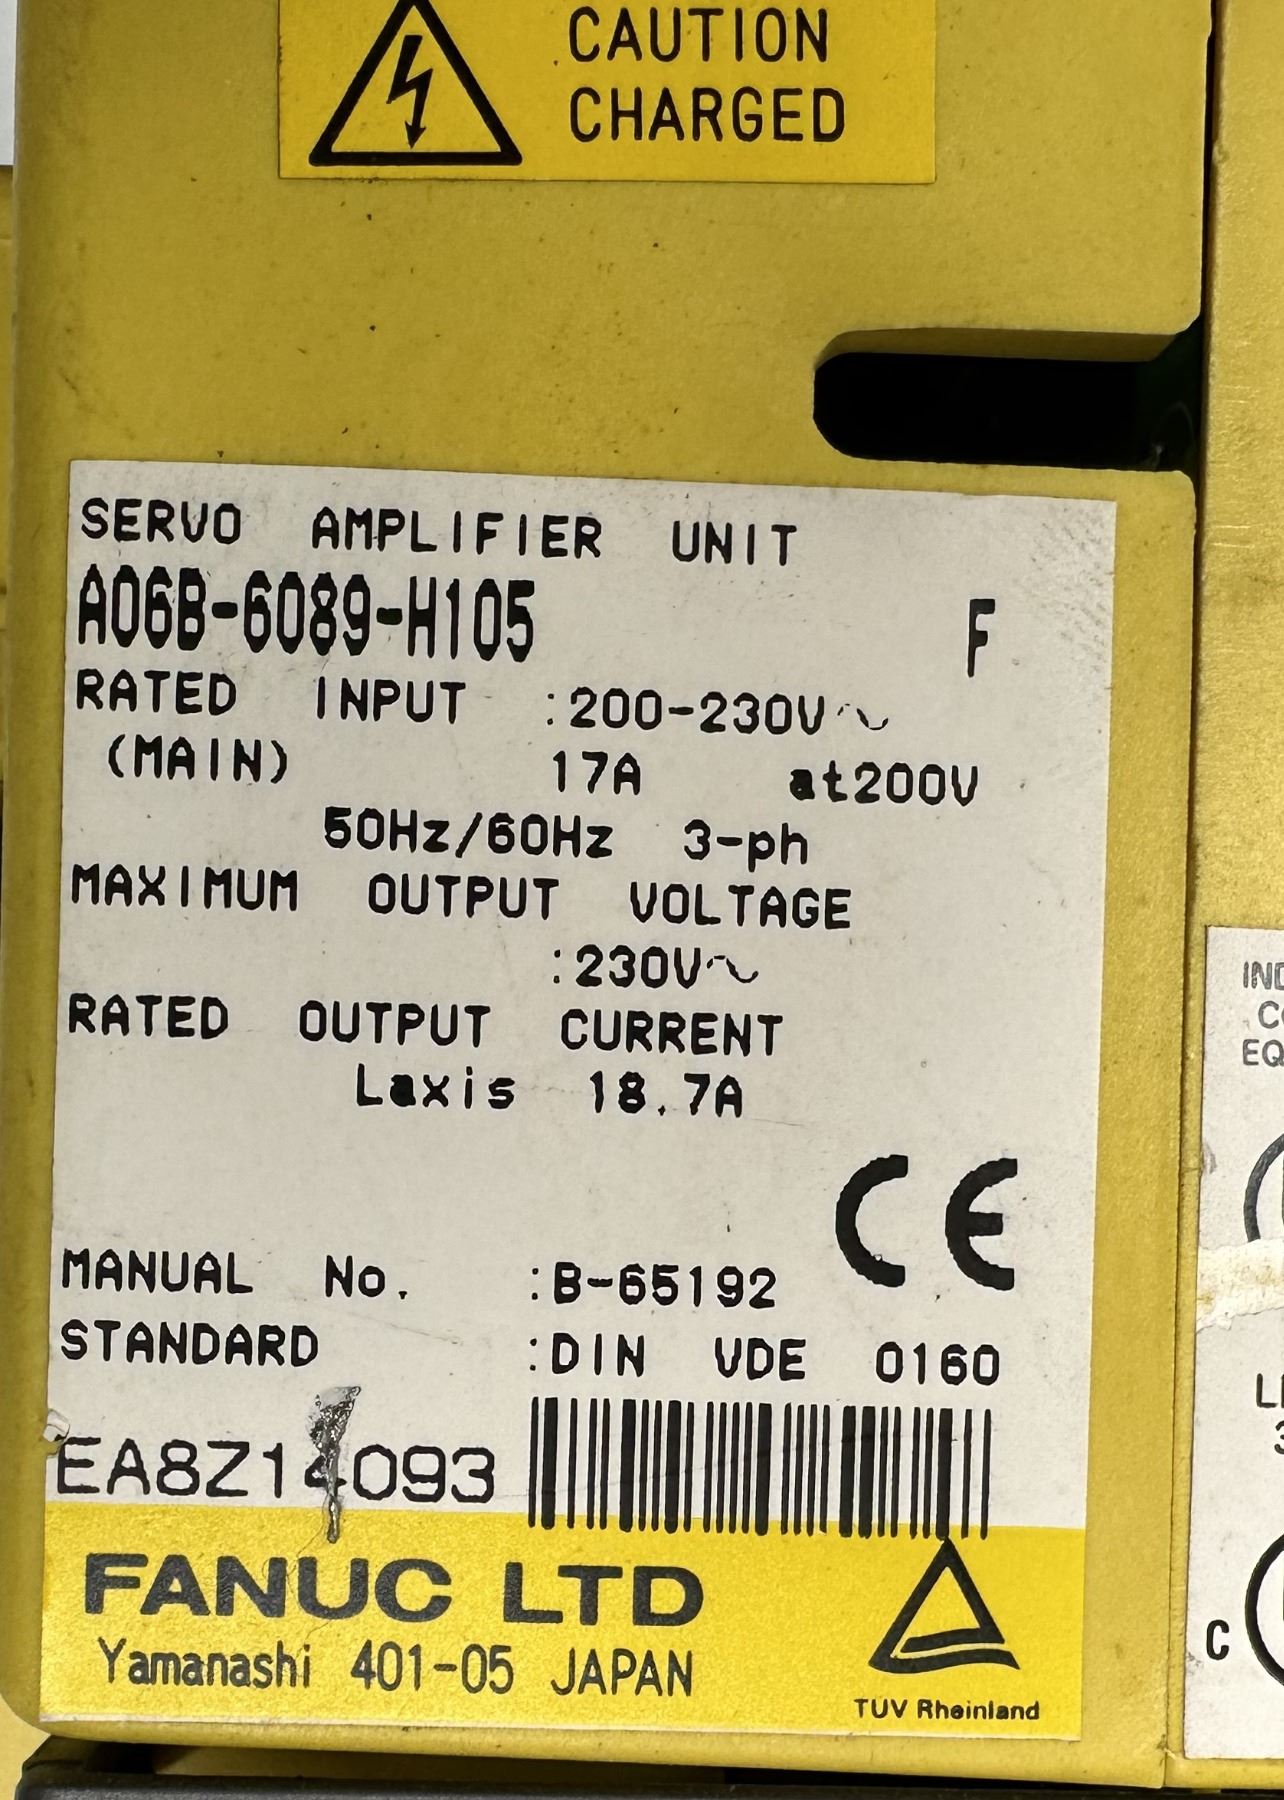 CAUTION
CHARGED
SERVO AMPLIFIER UNIT
A06B-6089-H105 F
RATED INPUT :200-230V~
(MAIN) 17A at200V
50Hz/60Hz 3-ph
MAXIMUM OUTPUT VOLTAGE
:230V~
RATED OUTPUT CURRENT
Laxis 18.7A
CE
MANUAL No. :B-65192
STANDARD :DIN VDE 0160
EA8Z14093
FANUC LTD
Yamanashi 401-05 JAPAN
TUV Rheinland
C